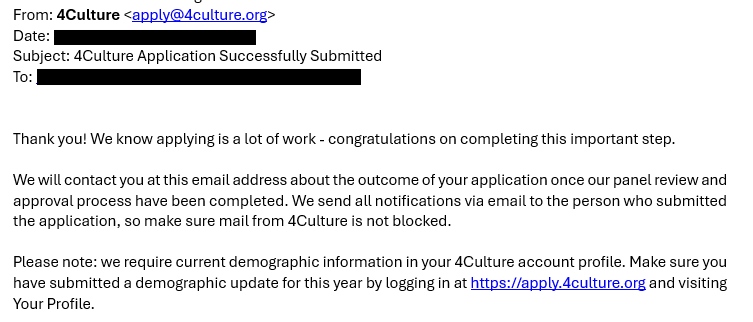 From: 4Culture <apply@4culture.org>
Date:
Subject: 4Culture Application Successfully Submitted
To:
Thank you! We know applying is a lot of work - congratulations on completing this important step.
We will contact you at this email address about the outcome of your application once our panel review and
approval process have been completed. We send all notifications via email to the person who submitted
the application, so make sure mail from 4Culture is not blocked.
Please note: we require current demographic information in your 4Culture account profile. Make sure you
have submitted a demographic update for this year by logging in at https://apply.4culture.org and visiting
Your Profile.